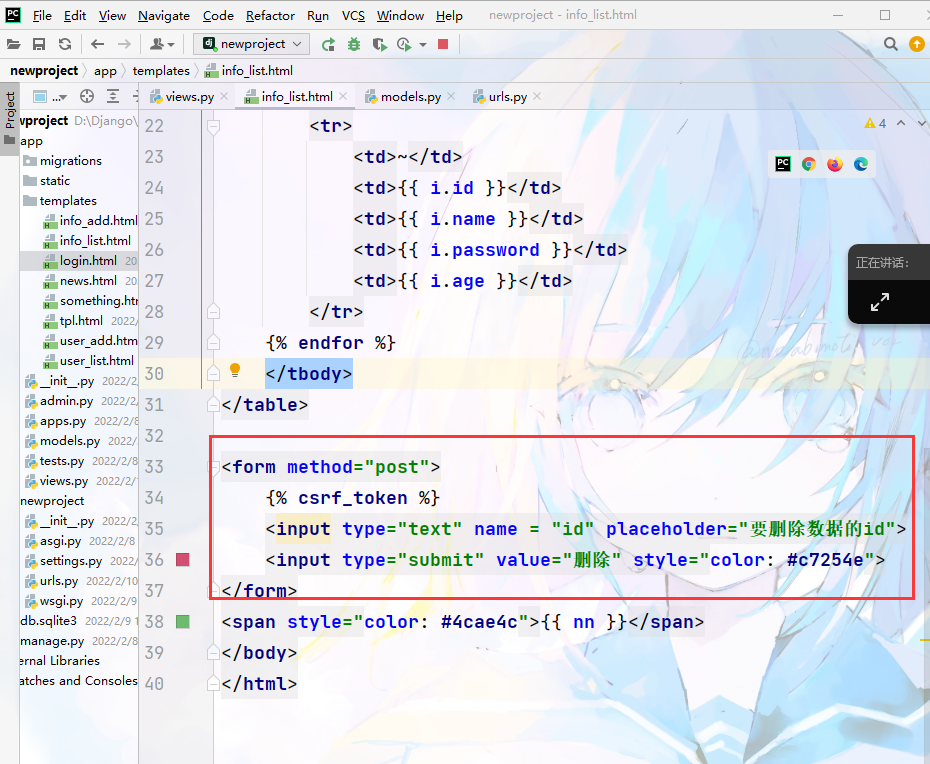 File Edit View Navigate Code Refactor Run VCS Window Help newproject - info_list.html
newproject
newproject app templates info_list.html
Project
views.py info_list.html models.py urls.py
wproject D:\Django\
app
migrations
static
templates
info_add.html
info_list.html
login.html 20
news.html 20
something.htr
tpl.html 2022/
user_add.htm
user_list.html
__init__.py 2022/2/
admin.py 2022/2/
apps.py 2022/2/8
models.py 2022/
tests.py 2022/2/8
views.py 2022/2/
newproject
__init__.py 2022/2/
asgi.py 2022/2/8
settings.py 2022/
urls.py 2022/2/10
wsgi.py 2022/2/9
db.sqlite3 2022/2/9 1
manage.py 2022/2/8
ernal Libraries
atches and Consoles
4
正在讲话:
22 <tr>
23 <td>~</td>
24 <td>{{ i.id }}</td>
25 <td>{{ i.name }}</td>
26 <td>{{ i.password }}</td>
27 <td>{{ i.age }}</td>
28 </tr>
29 {% endfor %}
30 </tbody>
31 </table>
32
33 <form method="post">
34 {% csrf_token %}
35 <input type="text" name = "id" placeholder="要删除数据的id">
36 <input type="submit" value="删除" style="color: #c7254e">
37 </form>
38 <span style="color: #4cae4c">{{ nn }}</span>
39 </body>
40 </html>